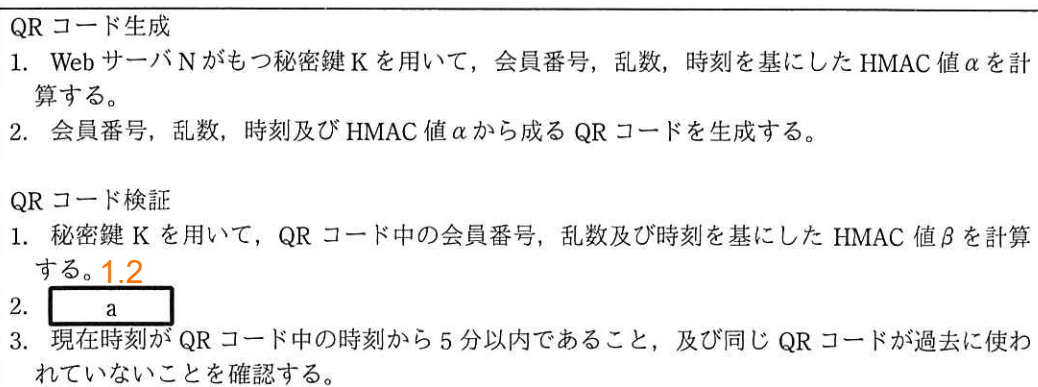 QR コード生成
1. Web サーバ N がもつ秘密鍵 K を用いて，会員番号，乱数，時刻を基にした HMAC 値 α を計
算する。
2. 会員番号，乱数，時刻及び HMAC 値 α から成る QR コードを生成する。
QR コード検証
1. 秘密鍵 K を用いて，QR コード中の会員番号，乱数及び時刻を基にした HMAC 値 β を計算
する。1.2
2. a
3. 現在時刻が QR コード中の時刻から 5 分以内であること，及び同じ QR コードが過去に使わ
れていないことを確認する。